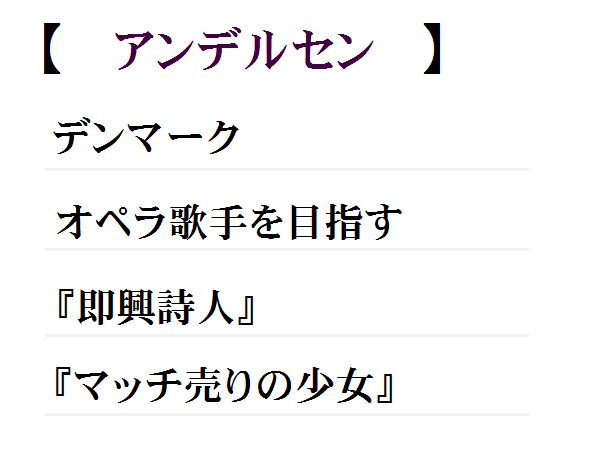 【 アンデルセン 】
デンマーク
オペラ歌手を目指す
『即興詩人』
『マッチ売りの少女』